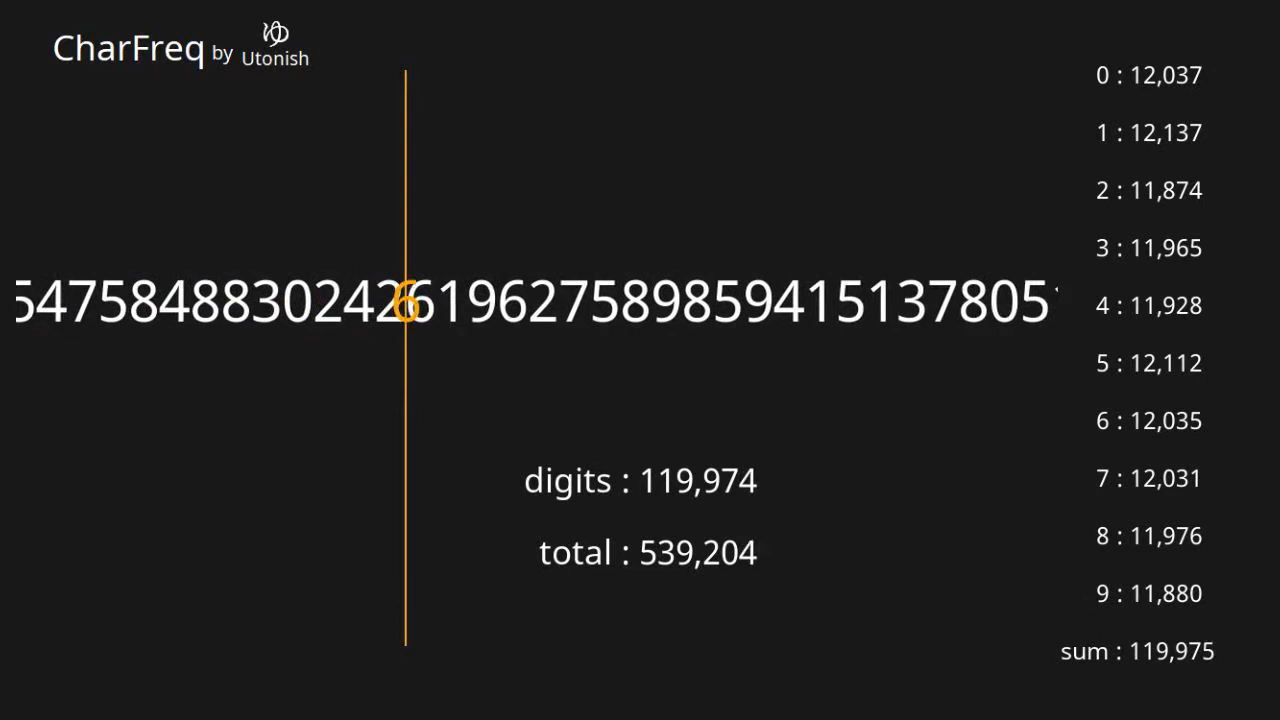 CharFreq by Utonish
0 : 12,037
1 : 12,137
2 : 11,874
3 : 11,965
547584883024266196275898594151378051
4 : 11,928
5 : 12,112
6 : 12,035
digits : 119,974
7 : 12,031
total : 539,204
8 : 11,976
9 : 11,880
sum : 119,975